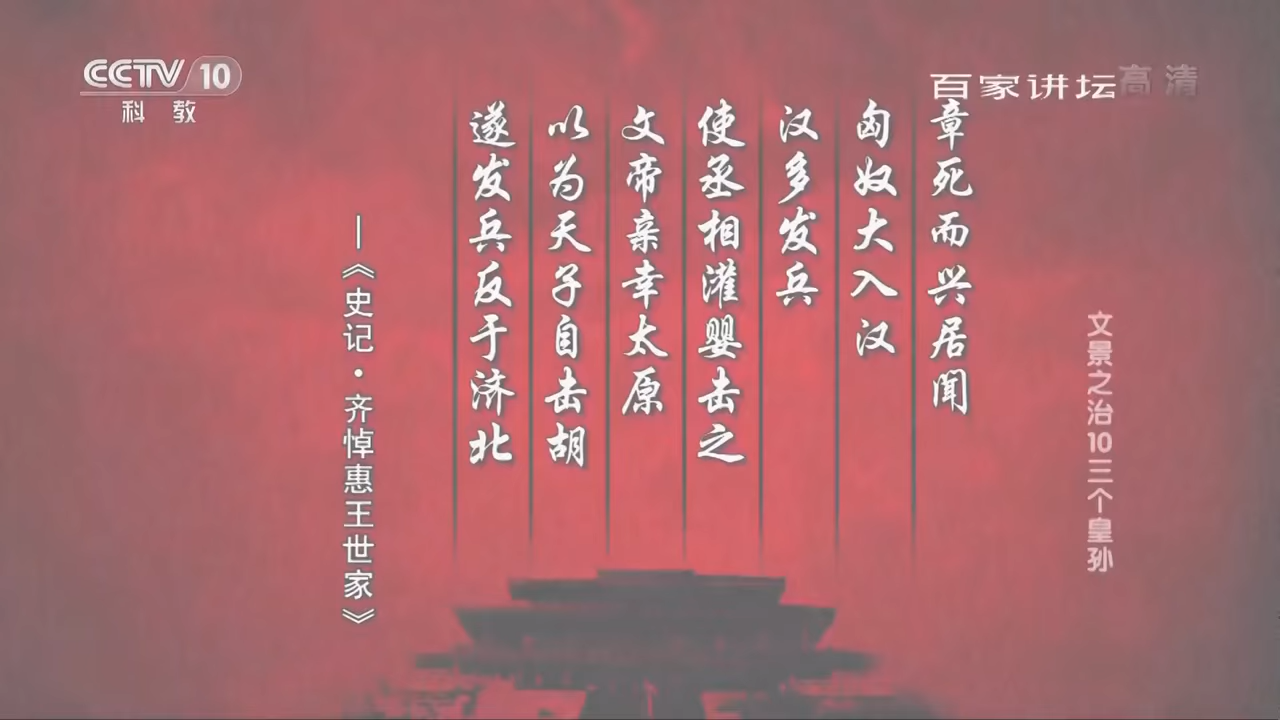 CCTV 10
科教
百家讲坛高清
章死而兴居闻
匈奴大入汉
汉多发兵
使丞相灌婴击之
文帝亲幸太原
以为天子自击胡
遂发兵反于济北
—《史记·齐悼惠王世家》
文景之治10三个皇孙